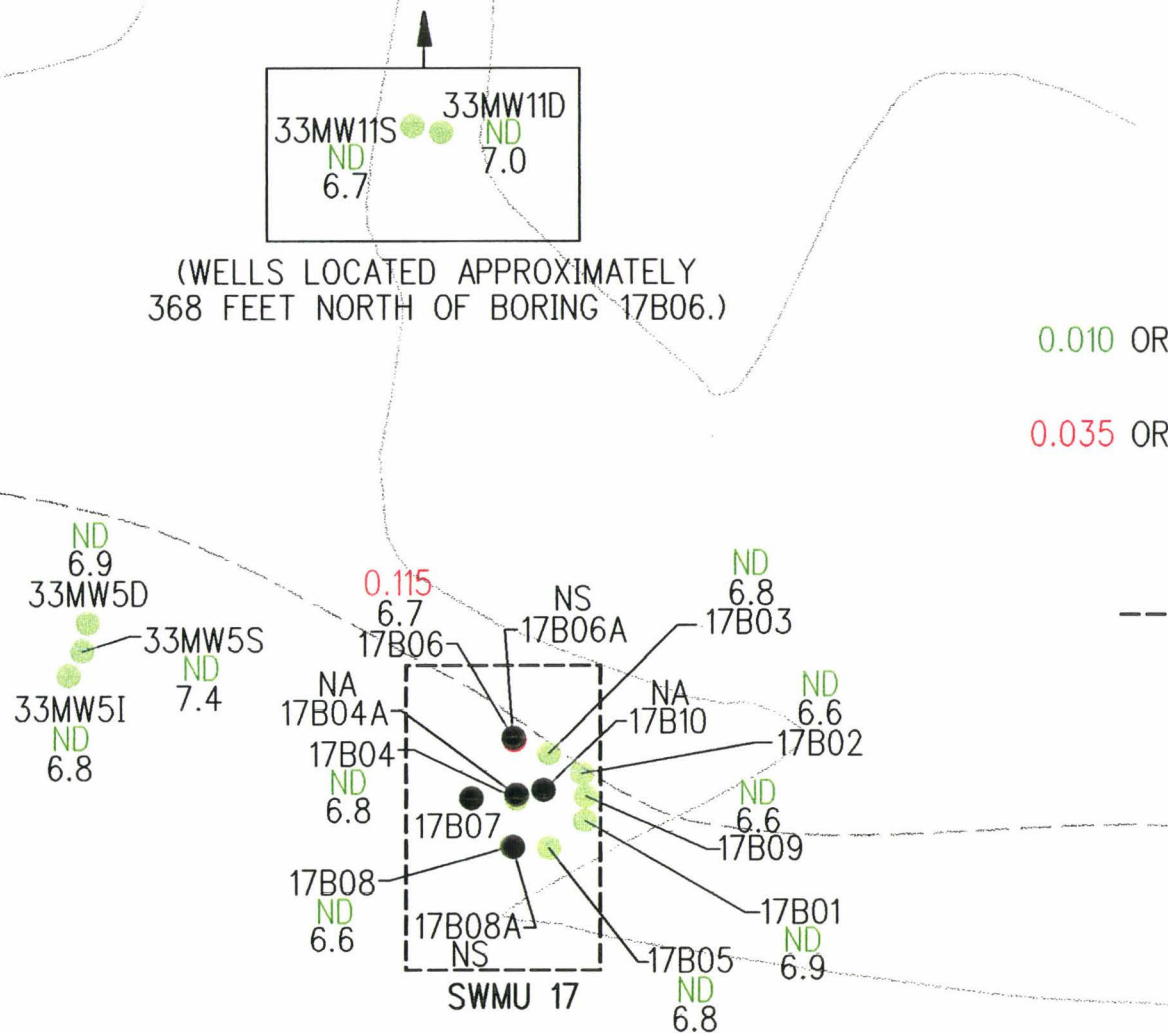 33MW11S
ND
6.7
33MW11D
ND
7.0
(WELLS LOCATED APPROXIMATELY
368 FEET NORTH OF BORING 17B06.)
0.010 OR
0.035 OR
ND
6.9
33MW5D
33MW5S
ND
7.4
33MW5I
ND
6.8
0.115
6.7
17B06
NS
17B06A
ND
6.8
17B03
NA
17B04A
17B04
ND
6.8
NA
17B10
ND
6.6
17B02
17B07
ND
6.6
17B09
17B08
ND
6.6
17B08A
NS
17B01
ND
6.9
17B05
ND
6.8
SWMU 17